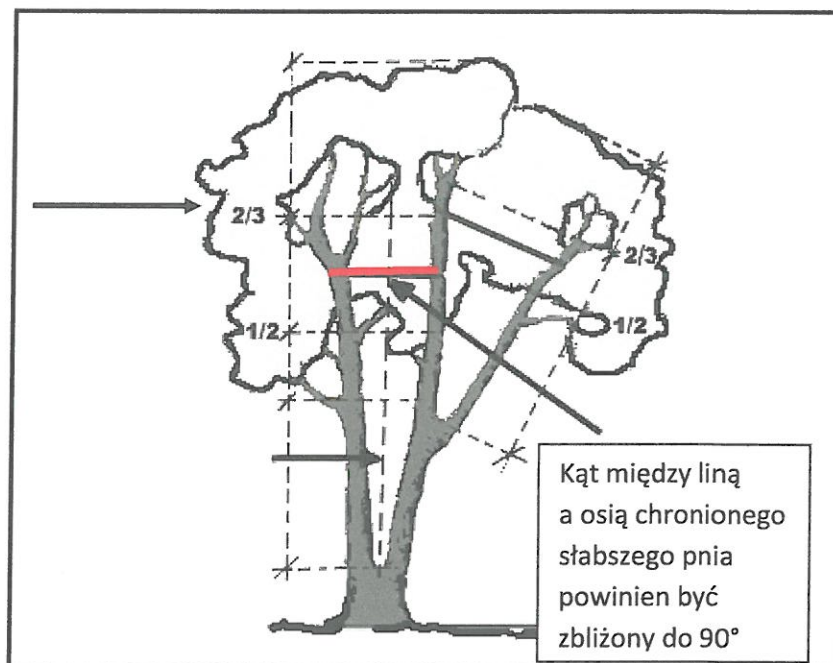 2/3
2/3
1/2
1/2
Kąt między liną
a osią chronionego
słabszego pnia
powinien być
zbliżony do 90°